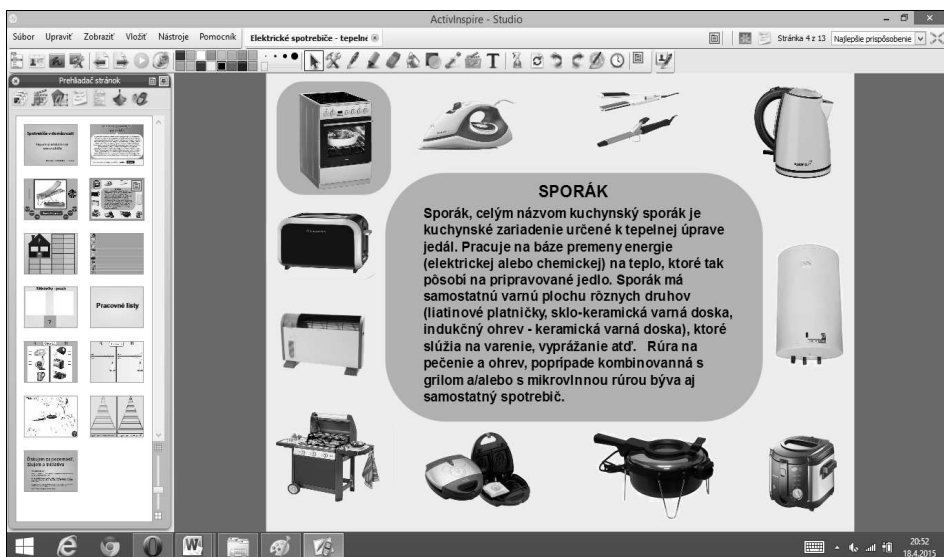 ActivInspire - Studio
Súbor Upraviť Zobraziť Vložiť Nástroje Pomocník Elektrické spotrebiče - tepelné
Stránka 4 z 13 Najlepšie prispôsobenie
Prehliadač stránok
Pracovné listy
SPORÁK
Sporák, celým názvom kuchynský sporák je
kuchynské zariadenie určené k tepelnej úprave
jedál. Pracuje na báze premeny energie
(elektrickej alebo chemickej) na teplo, ktoré tak
pôsobí na pripravované jedlo. Sporák má
samostatnú varnú plochu rôznych druhov
(liatinové platničky, sklo-keramická varná doska,
indukčný ohrev - keramická varná doska), ktoré
slúžia na varenie, vyprážanie atď. Rúra na
pečenie a ohrev, poprípade kombinovanná s
grilom a/alebo s mikrovlnnou rúrou býva aj
samostatný spotrebič.
20:52
18.4.2015